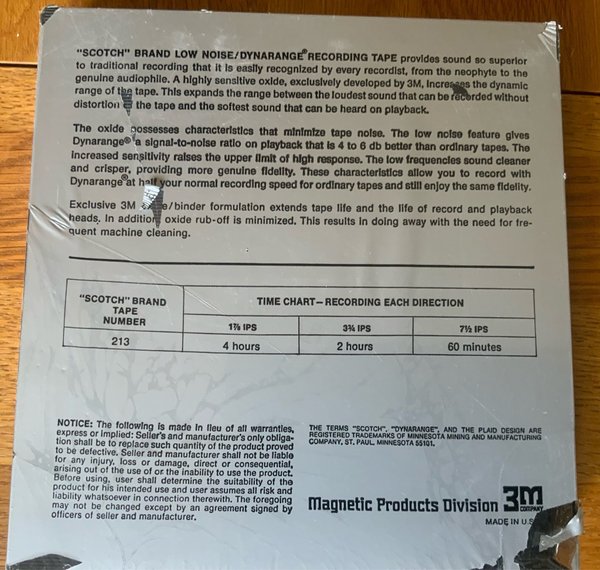 "SCOTCH" BRAND LOW NOISE/DYNARANGE® RECORDING TAPE provides sound so superior
to traditional recording that it is easily recognized by every recordist, from the neophyte to the
genuine audiophile. A highly sensitive oxide, exclusively developed by 3M, increases the dynamic
range of the tape. This expands the range between the loudest sound that can be recorded without
distortion the tape and the softest sound that can be heard on playback.
The oxide possesses characteristics that minimize tape noise. The low noise feature gives
Dynarange® a signal-to-noise ratio on playback that is 4 to 6 db better than ordinary tapes. The
increased sensitivity raises the upper limit of high response. The low frequencies sound cleaner
and crisper, providing more genuine fidelity. These characteristics allow you to record with
Dynarange® at half your normal recording speed for ordinary tapes and still enjoy the same fidelity.
Exclusive 3M /binder formulation extends tape life and the life of record and playback
heads. In addition oxide rub-off is minimized. This results in doing away with the need for fre-
quent machine cleaning.
"SCOTCH" BRAND
TAPE
NUMBER
TIME CHART—RECORDING EACH DIRECTION
1⅞ IPS 3¾ IPS 7½ IPS
213 4 hours 2 hours 60 minutes
NOTICE: The following is made in lieu of all warranties,
express or implied: Seller's and manufacturer's only obliga-
tion shall be to replace such quantity of the product proved
to be defective. Seller and manufacturer shall not be liable
for any injury, loss or damage, direct or consequential,
arising out of the use of or the inability to use the product.
Before using, user shall determine the suitability of the
product for his intended use and user assumes all risk and
liability whatsoever in connection therewith. The foregoing
may not be changed except by an agreement signed by
officers of seller and manufacturer.
THE TERMS "SCOTCH", "DYNARANGE", AND THE PLAID DESIGN ARE
REGISTERED TRADEMARKS OF MINNESOTA MINING AND MANUFACTURING
COMPANY, ST. PAUL, MINNESOTA 55101.
Magnetic Products Division 3M
COMPANY
MADE IN U.S.